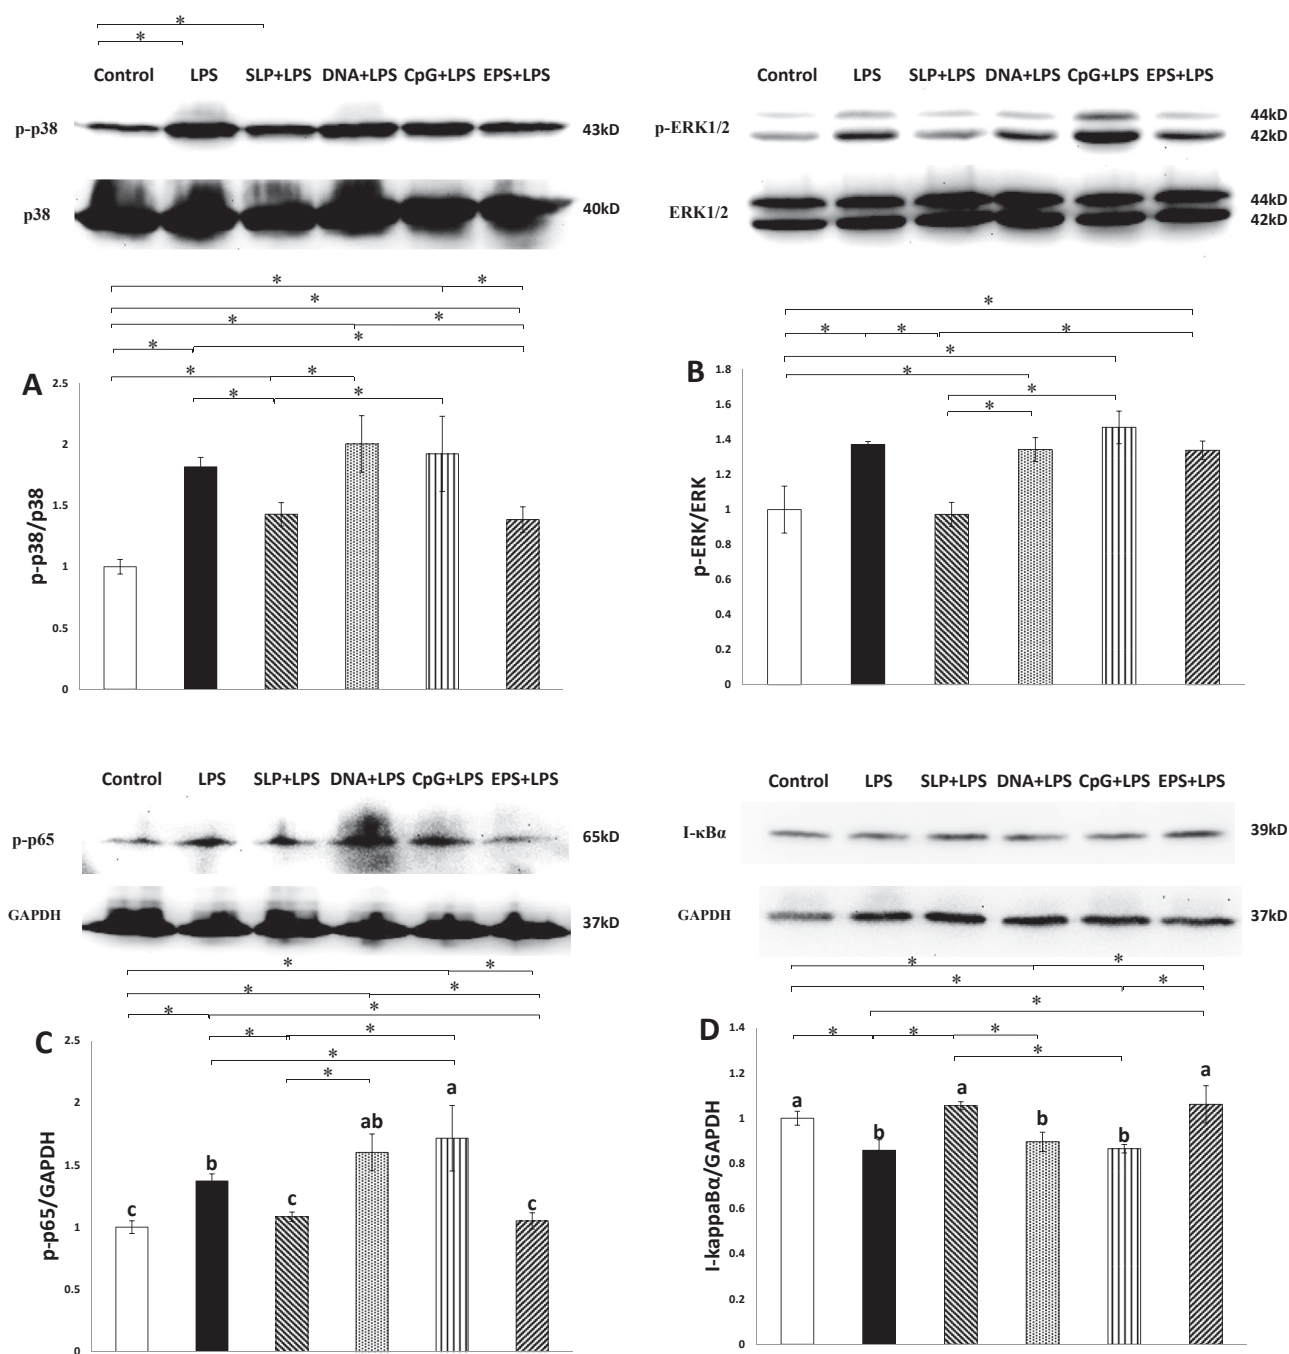 * 
*
Control LPS SLP+LPS DNA+LPS CpG+LPS EPS+LPS
p-p38 43kD
p38 40kD
* *
*
* *
* *
* *
* *
A
p-p38/p38
2.5
2
1.5
1
0.5
0
Control LPS SLP+LPS DNA+LPS CpG+LPS EPS+LPS
p-ERK1/2 44kD
42kD
ERK1/2 44kD
42kD
*
* * *
*
*
*
*
B
p-ERK/ERK
1.8
1.6
1.4
1.2
1
0.8
0.6
0.4
0.2
0
Control LPS SLP+LPS DNA+LPS CpG+LPS EPS+LPS
p-p65 65kD
GAPDH 37kD
* *
* *
* *
* *
*
*
C
p-p65/GAPDH
2.5
2
1.5
1
0.5
0
c b c ab a c
Control LPS SLP+LPS DNA+LPS CpG+LPS EPS+LPS
I-κBα 39kD
GAPDH 37kD
* *
* *
*
* * *
*
D
I-kappaBα/GAPDH
1.4
1.2
1
0.8
0.6
0.4
0.2
0
a b a b b a